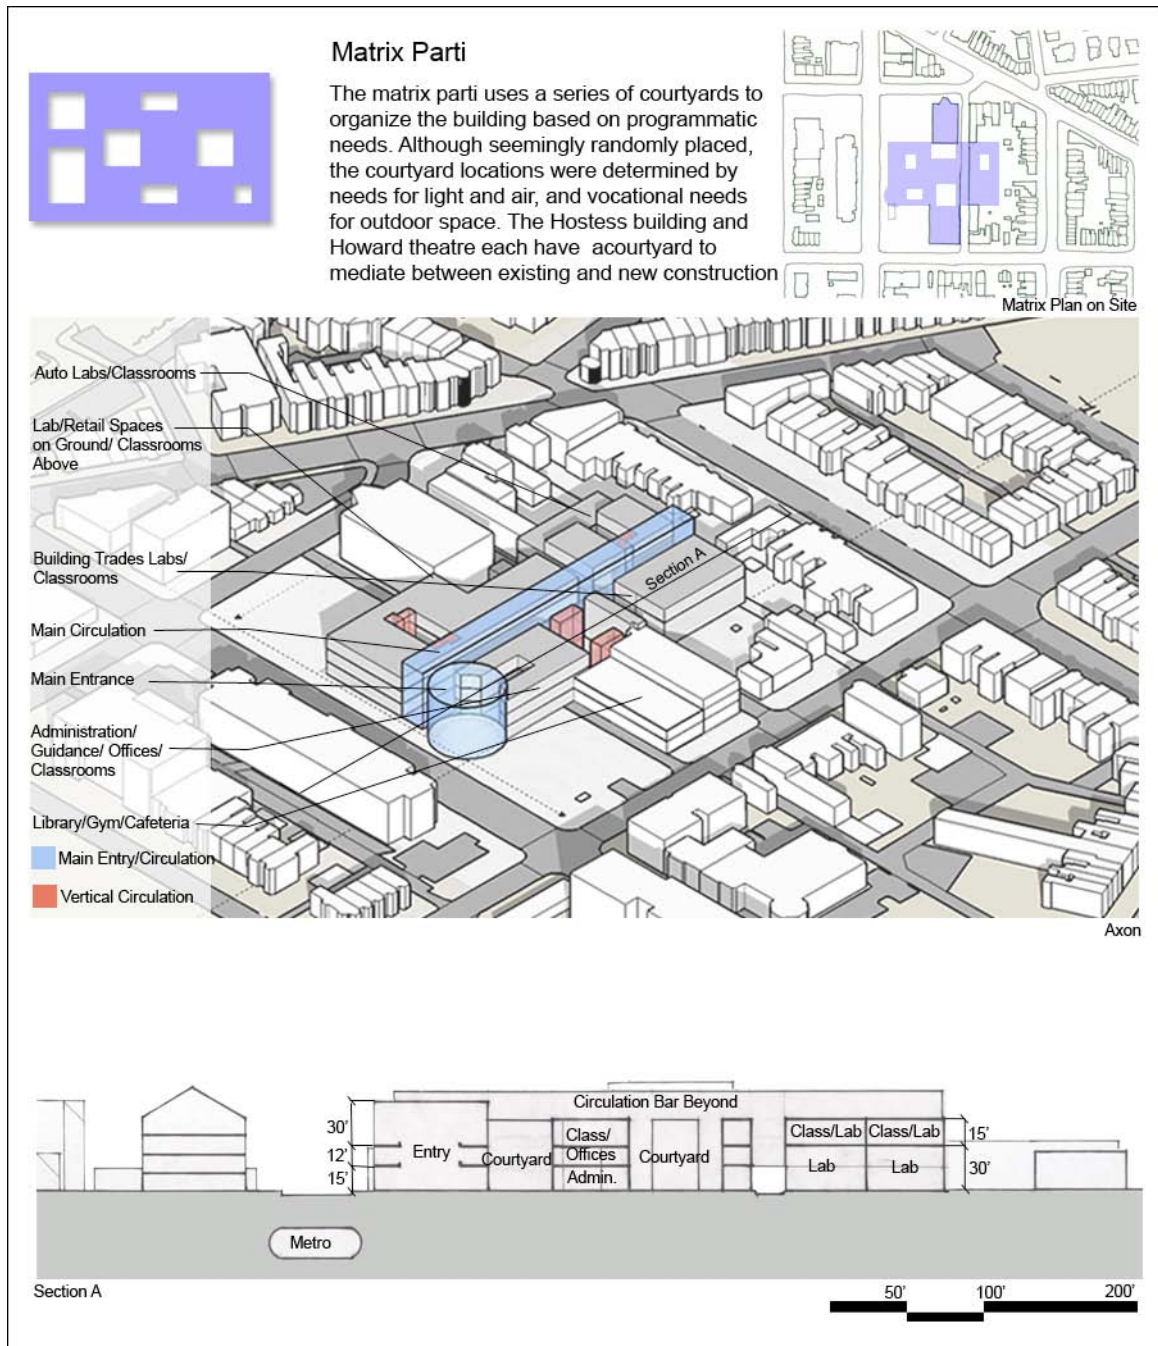 Matrix Parti
The matrix parti uses a series of courtyards to
organize the building based on programmatic
needs. Although seemingly randomly placed,
the courtyard locations were determined by
needs for light and air, and vocational needs
for outdoor space. The Hostess building and
Howard theatre each have  acourtyard to
mediate between existing and new construction
Matrix Plan on Site
Auto Labs/Classrooms
Lab/Retail Spaces
on Ground/ Classrooms
Above
Building Trades Labs/
Classrooms
Main Circulation
Main Entrance
Administration/
Guidance/ Offices/
Classrooms
Library/Gym/Cafeteria
Main Entry/Circulation
Vertical Circulation
Section A
Axon
Circulation Bar Beyond
30'
12'
15'
Entry
Courtyard
Class/
Offices
Admin.
Courtyard
Class/Lab
Class/Lab
Lab
Lab
15'
30'
Metro
Section A
50'
100'
200'